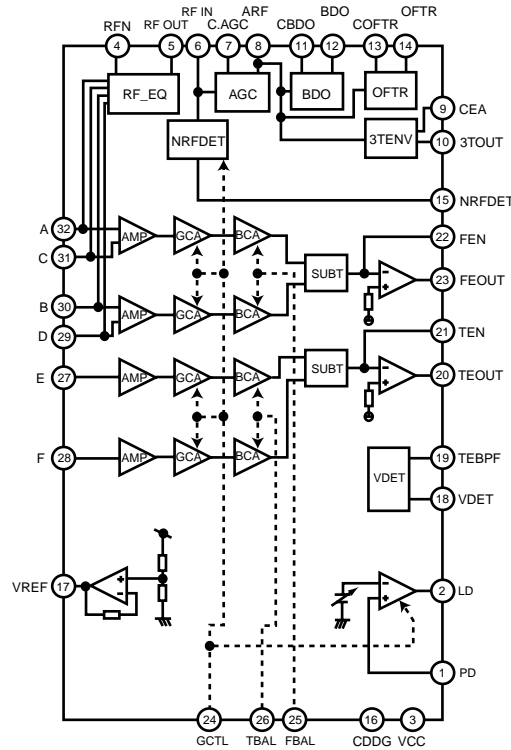 RFN RF OUT RF IN C.AGC ARF CBDO BDO COFTR OFTR
4 5 6 7 8 11 12 13 14
RF_EQ AGC BDO OFTR
9 CEA
NRFDET 3TENV 10 3TOUT
15 NRFDET
A 32 AMP GCA BCA 22 FEN
C 31 SUBT − + 23 FEOUT
B 30 AMP GCA BCA
D 29 21 TEN
E 27 AMP GCA BCA SUBT − + 20 TEOUT
F 28 AMP GCA BCA 19 TEBPF
VDET 18 VDET
VREF 17 + − − + 2 LD
1 PD
24 26 25 16 3
GCTL TBAL FBAL CDDG VCC